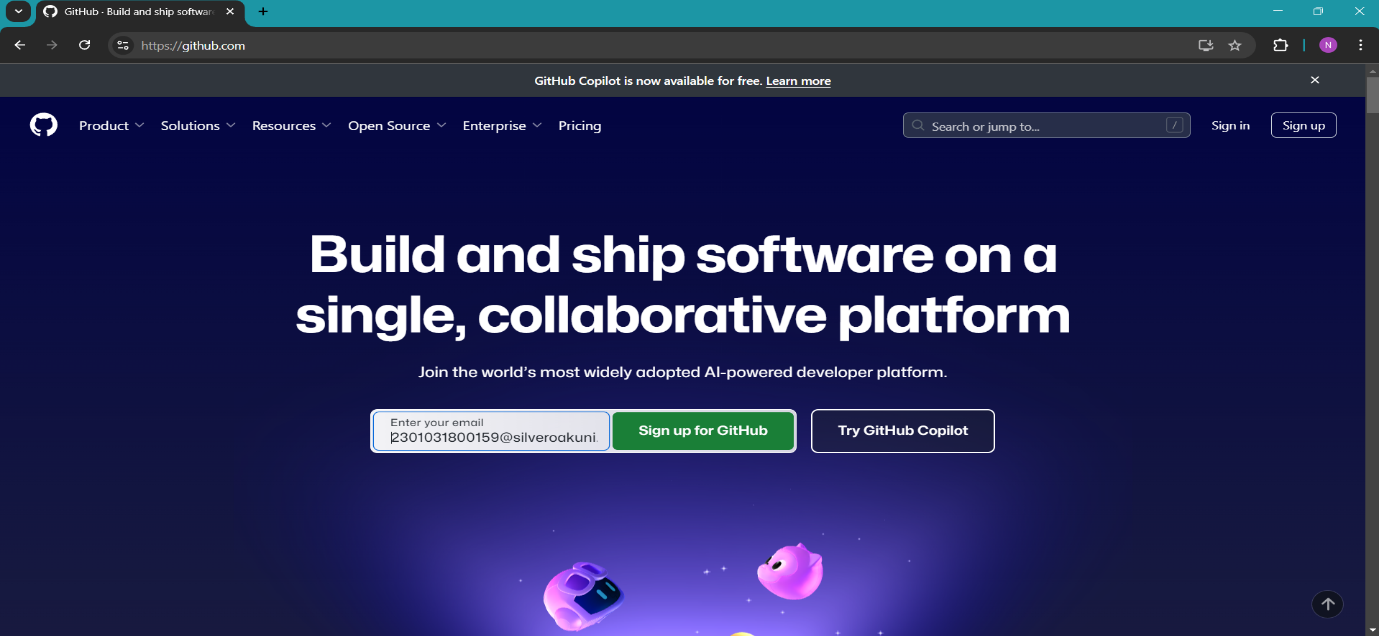 GitHub · Build and ship softwar
https://github.com
N
GitHub Copilot is now available for free. Learn more
Product
Solutions
Resources
Open Source
Enterprise
Pricing
Search or jump to...
/
Sign in
Sign up
Build and ship software on a
single, collaborative platform
Join the world's most widely adopted AI-powered developer platform.
Enter your email
2301031800159@silveroakuni.
Sign up for GitHub
Try GitHub Copilot